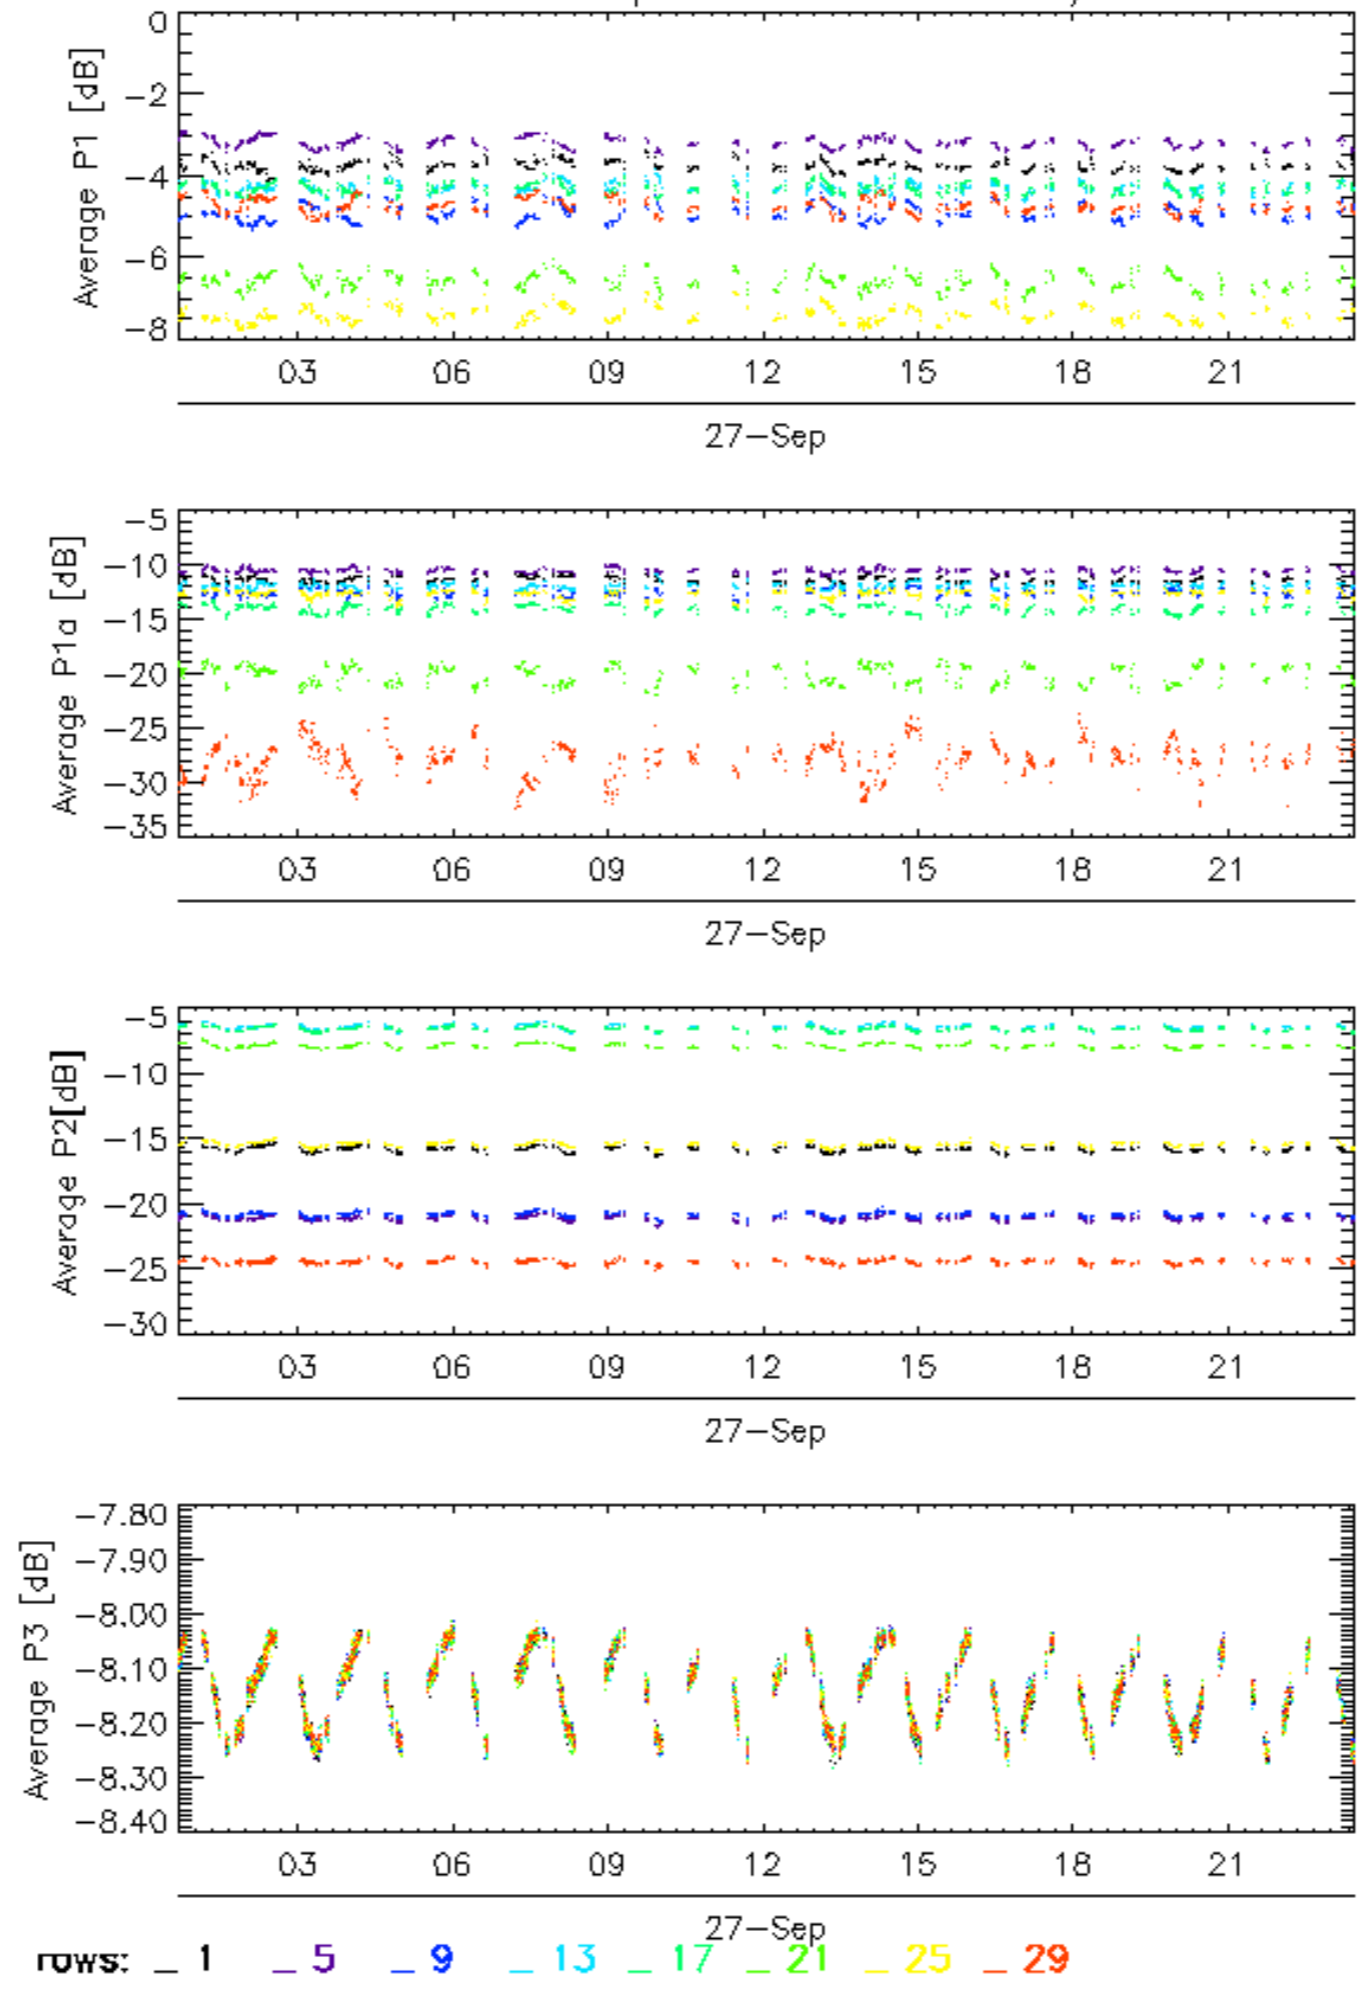 Average P1 [dB]
0
−2
−4
−6
−8
03 06 09 12 15 18 21
27−Sep
Average P1a [dB]
−5
−10
−15
−20
−25
−30
−35
03 06 09 12 15 18 21
27−Sep
Average P2[dB]
−5
−10
−15
−20
−25
−30
03 06 09 12 15 18 21
27−Sep
Average P3 [dB]
−7.80
−7.90
−8.00
−8.10
−8.20
−8.30
−8.40
03 06 09 12 15 18 21
27−Sep
rows: _ 1 _ 5 _ 9 _ 13 _ 17 _ 21 _ 25 _ 29